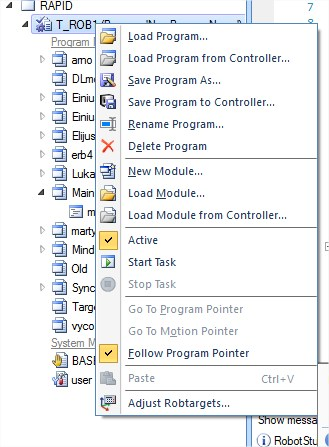 RAPID
7
T_ROB1
8
Program M
Load Program...
amo
Load Program from Controller...
DLmo
Save Program As...
Einiu
Save Program to Controller...
Einiu
Rename Program...
Elijus
Delete Program
erb4
New Module...
Luka
Load Module...
Main
Load Module from Controller...
m
Active
marty
Start Task
Mind
Stop Task
Old
Go To Program Pointer
Sync
Go To Motion Pointer
Targe
vyco
Follow Program Pointer
System M
Paste Ctrl+V
BASE
Adjust Robtargets...
user
Show messa
RobotStu